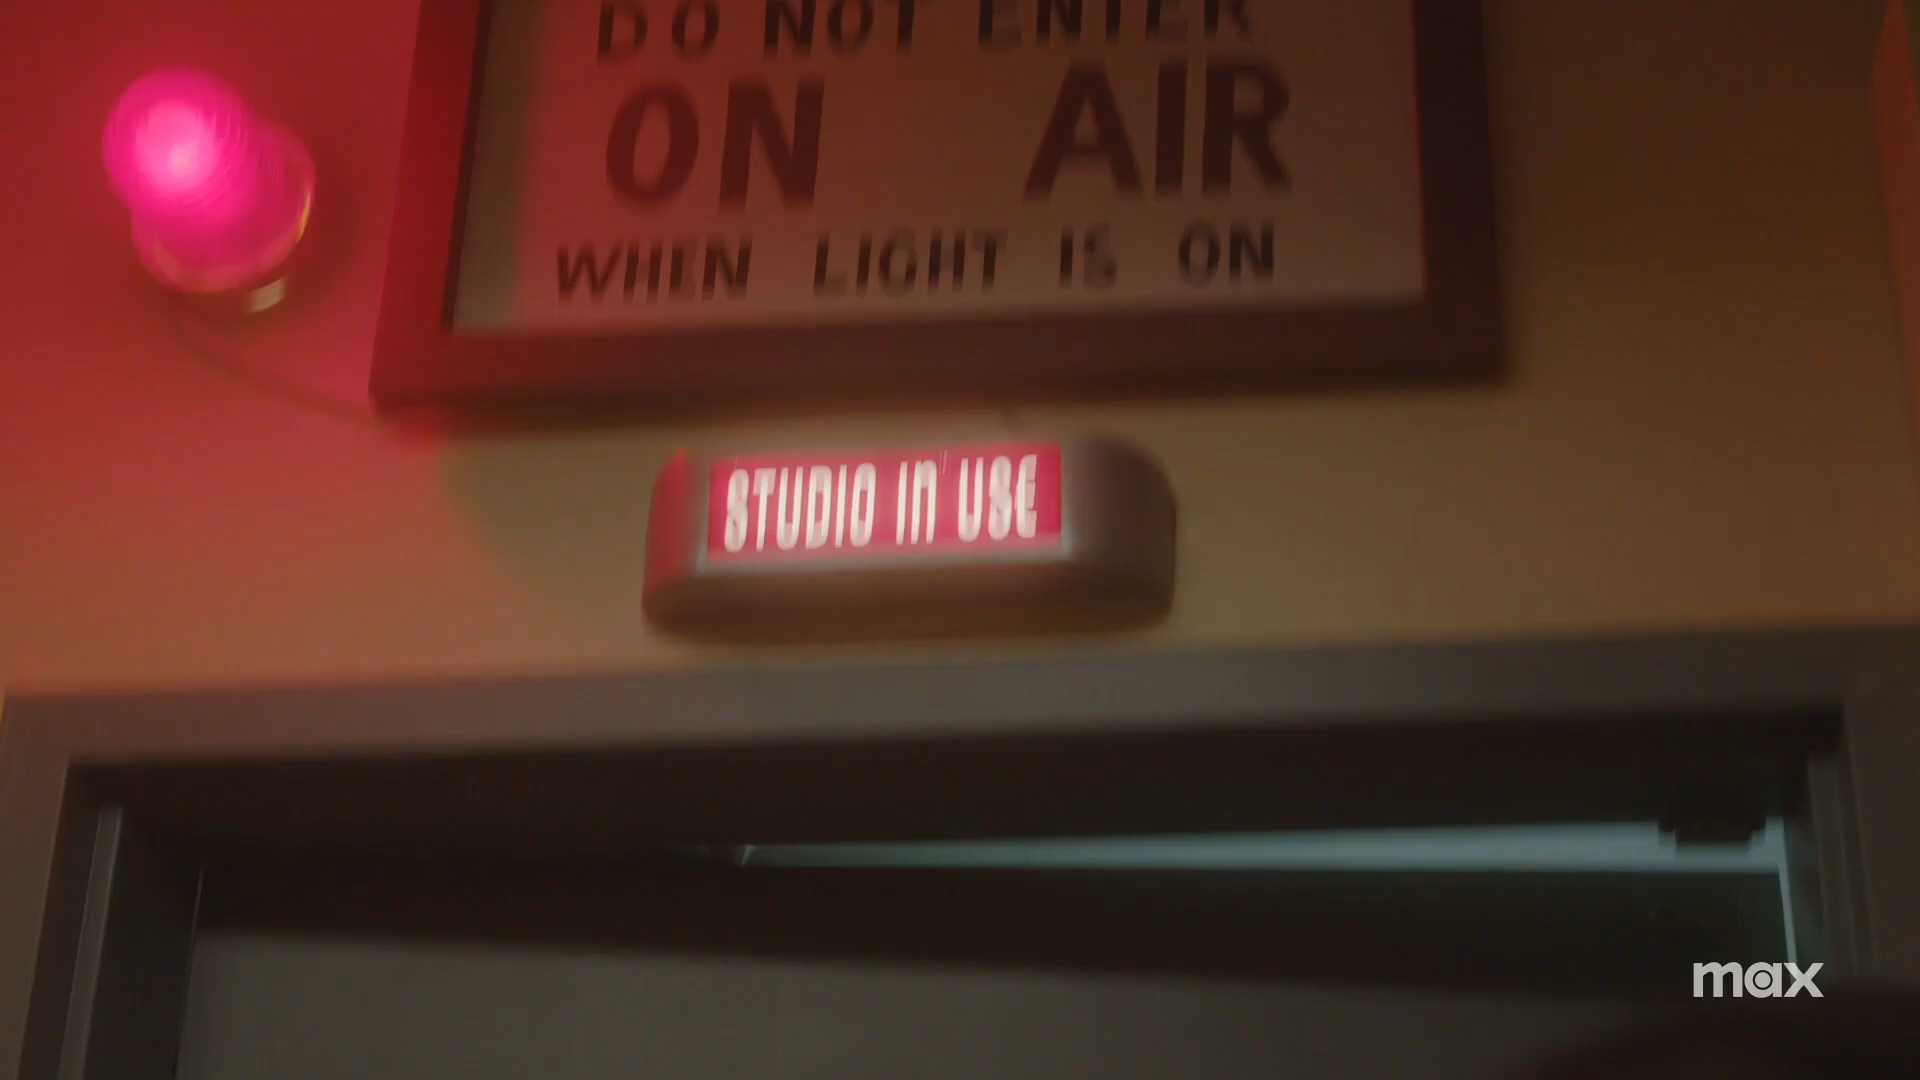 DO NOT ENTER
ON AIR
WHEN LIGHT IS ON
STUDIO In USE
max